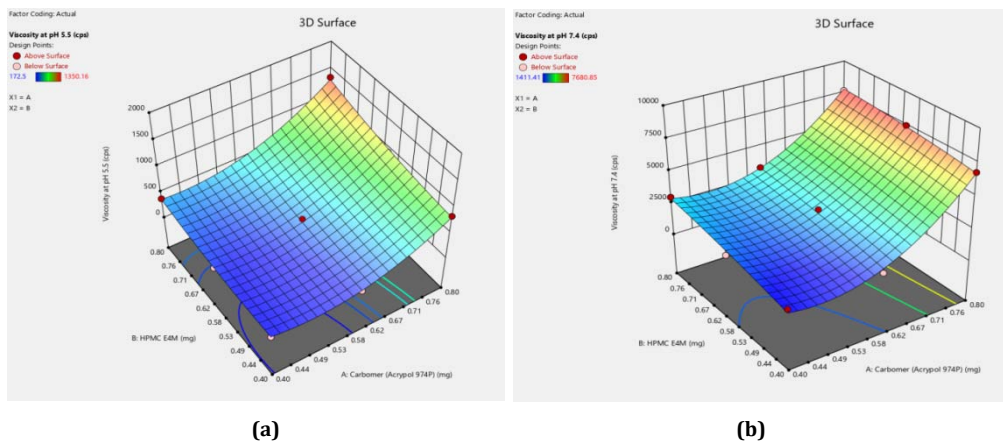 Factor Coding: Actual
3D Surface
Viscosity at pH 5.5 (cps)
Design Points:
Above Surface
Below Surface
172.5 1350.16
X1 = A
X2 = B
2000
1500
1000
500
0
Viscosity at pH 5.5 (cps)
0.80
0.76
0.71
0.67
0.62
0.58
0.53
0.49
0.44
0.40
B: HPMC E4M (mg)
0.40
0.44
0.49
0.53
0.58
0.62
0.67
0.71
0.76
0.80
A: Carbomer (Acrypol 974P) (mg)
(a)
Factor Coding: Actual
3D Surface
Viscosity at pH 7.4 (cps)
Design Points:
Above Surface
Below Surface
1411.41 7680.65
X1 = A
X2 = B
10000
7500
5000
2500
0
Viscosity at pH 7.4 (cps)
0.80
0.76
0.71
0.67
0.62
0.58
0.53
0.49
0.44
0.40
B: HPMC E4M (mg)
0.40
0.44
0.49
0.53
0.58
0.62
0.67
0.71
0.76
0.80
A: Carbomer (Acrypol 974P) (mg)
(b)